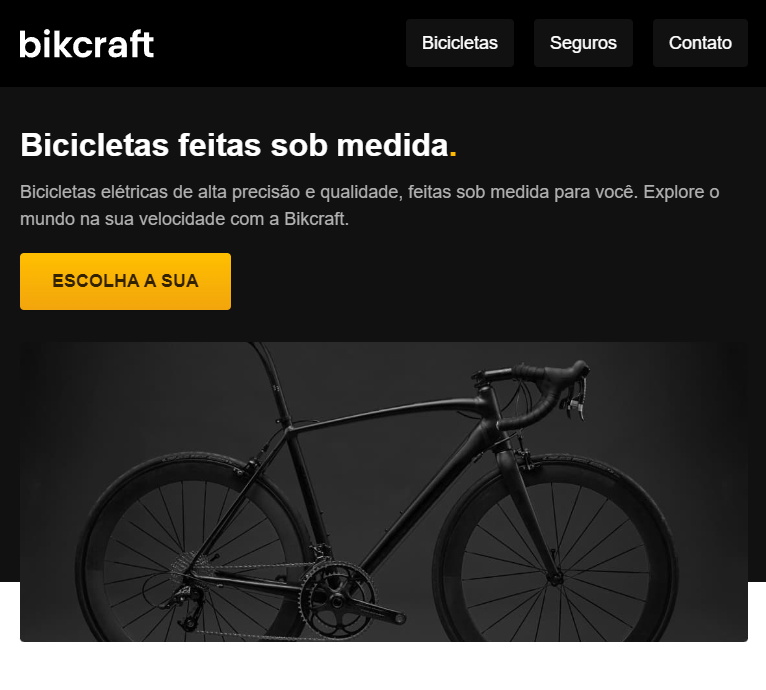 bikcraft
Bicicletas
Seguros
Contato
Bicicletas feitas sob medida.
Bicicletas elétricas de alta precisão e qualidade, feitas sob medida para você. Explore o
mundo na sua velocidade com a Bikcraft.
ESCOLHA A SUA